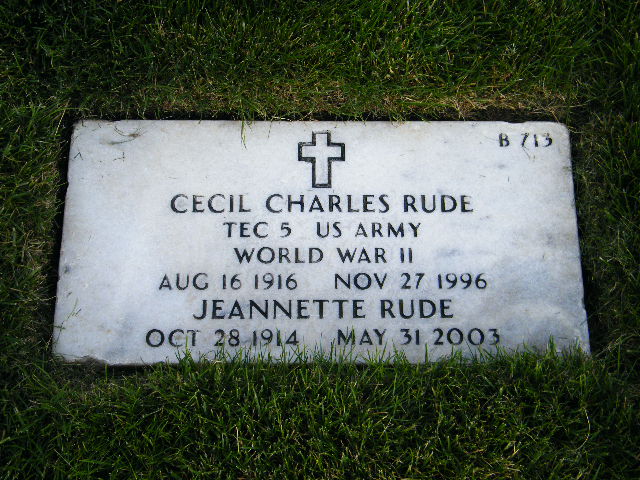 B 713
CECIL CHARLES RUDE
TEC 5 US ARMY
WORLD WAR II
AUG 16 1916 NOV 27 1996
JEANNETTE RUDE
OCT 28 1914 MAY 31 2003